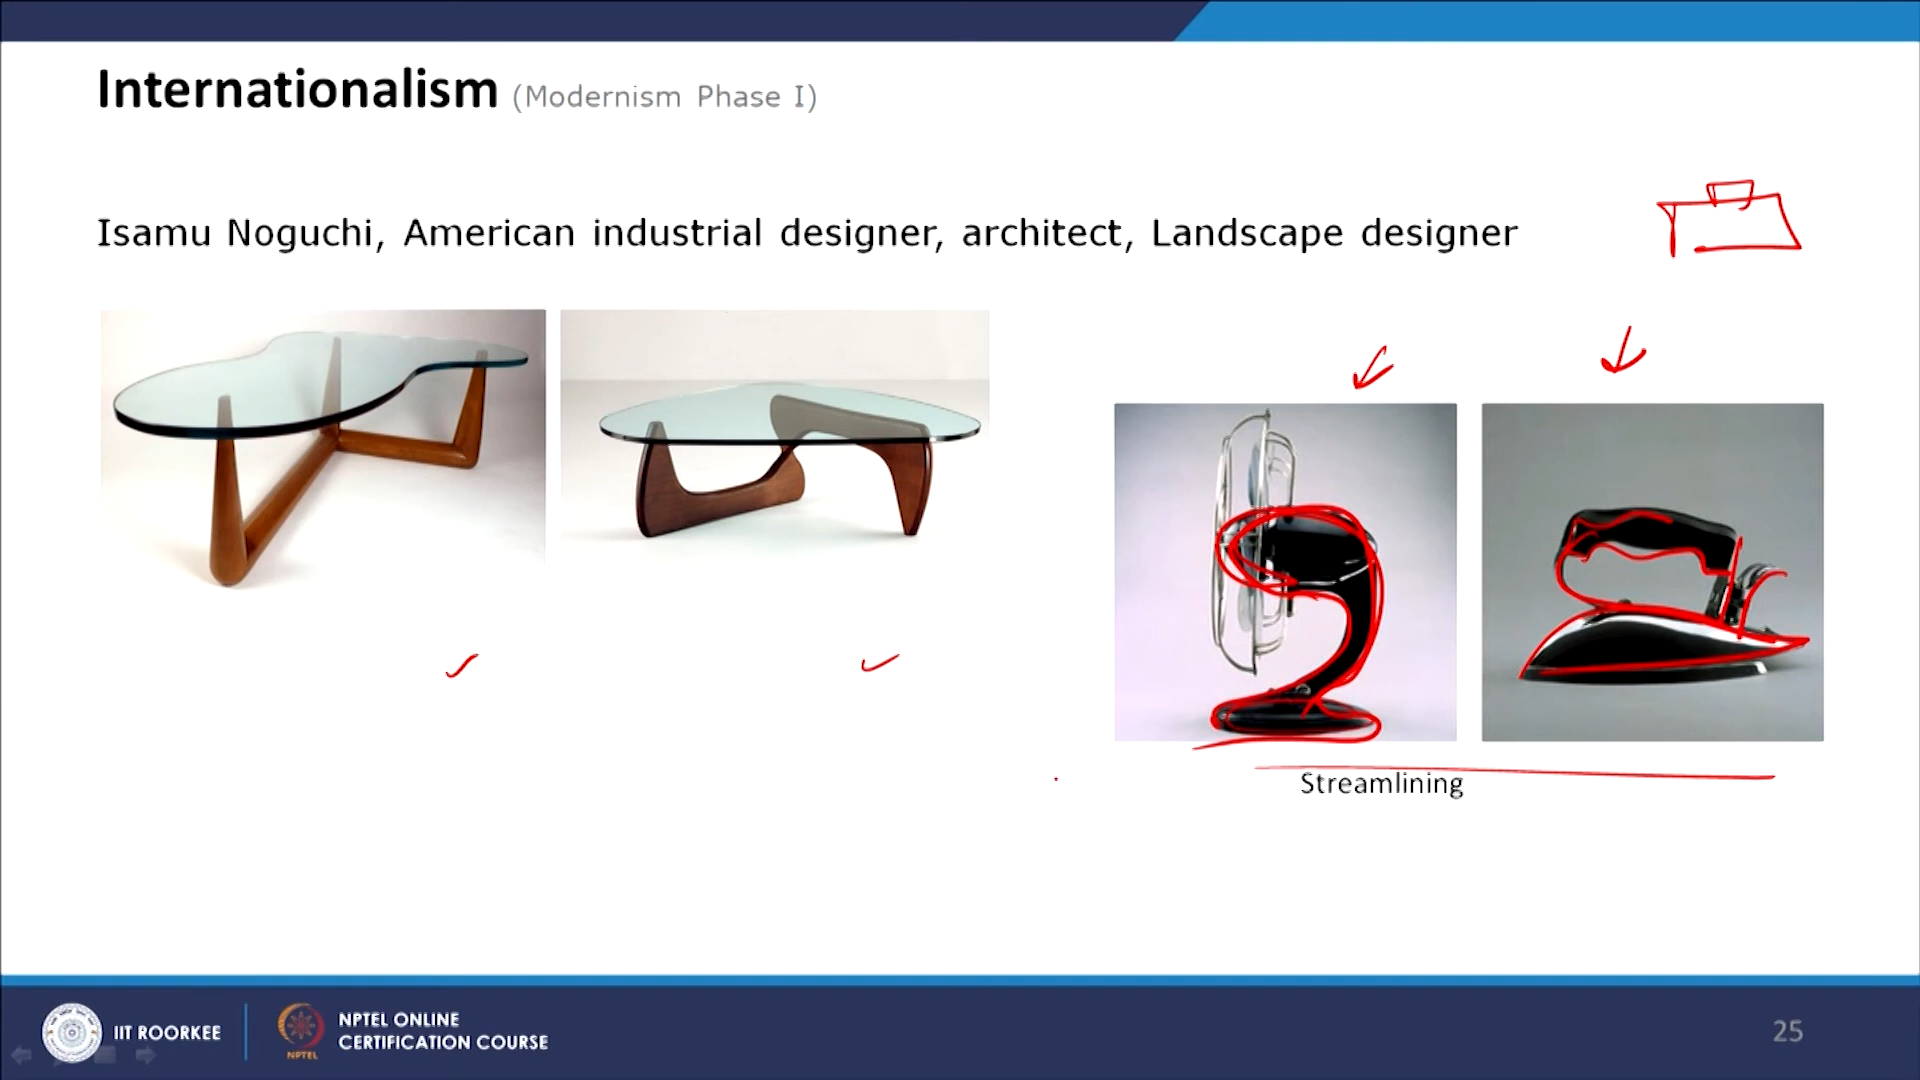 Internationalism (Modernism Phase I)
Isamu Noguchi, American industrial designer, architect, Landscape designer
Streamlining
IIT ROORKEE
NPTEL
NPTEL ONLINE
CERTIFICATION COURSE
25